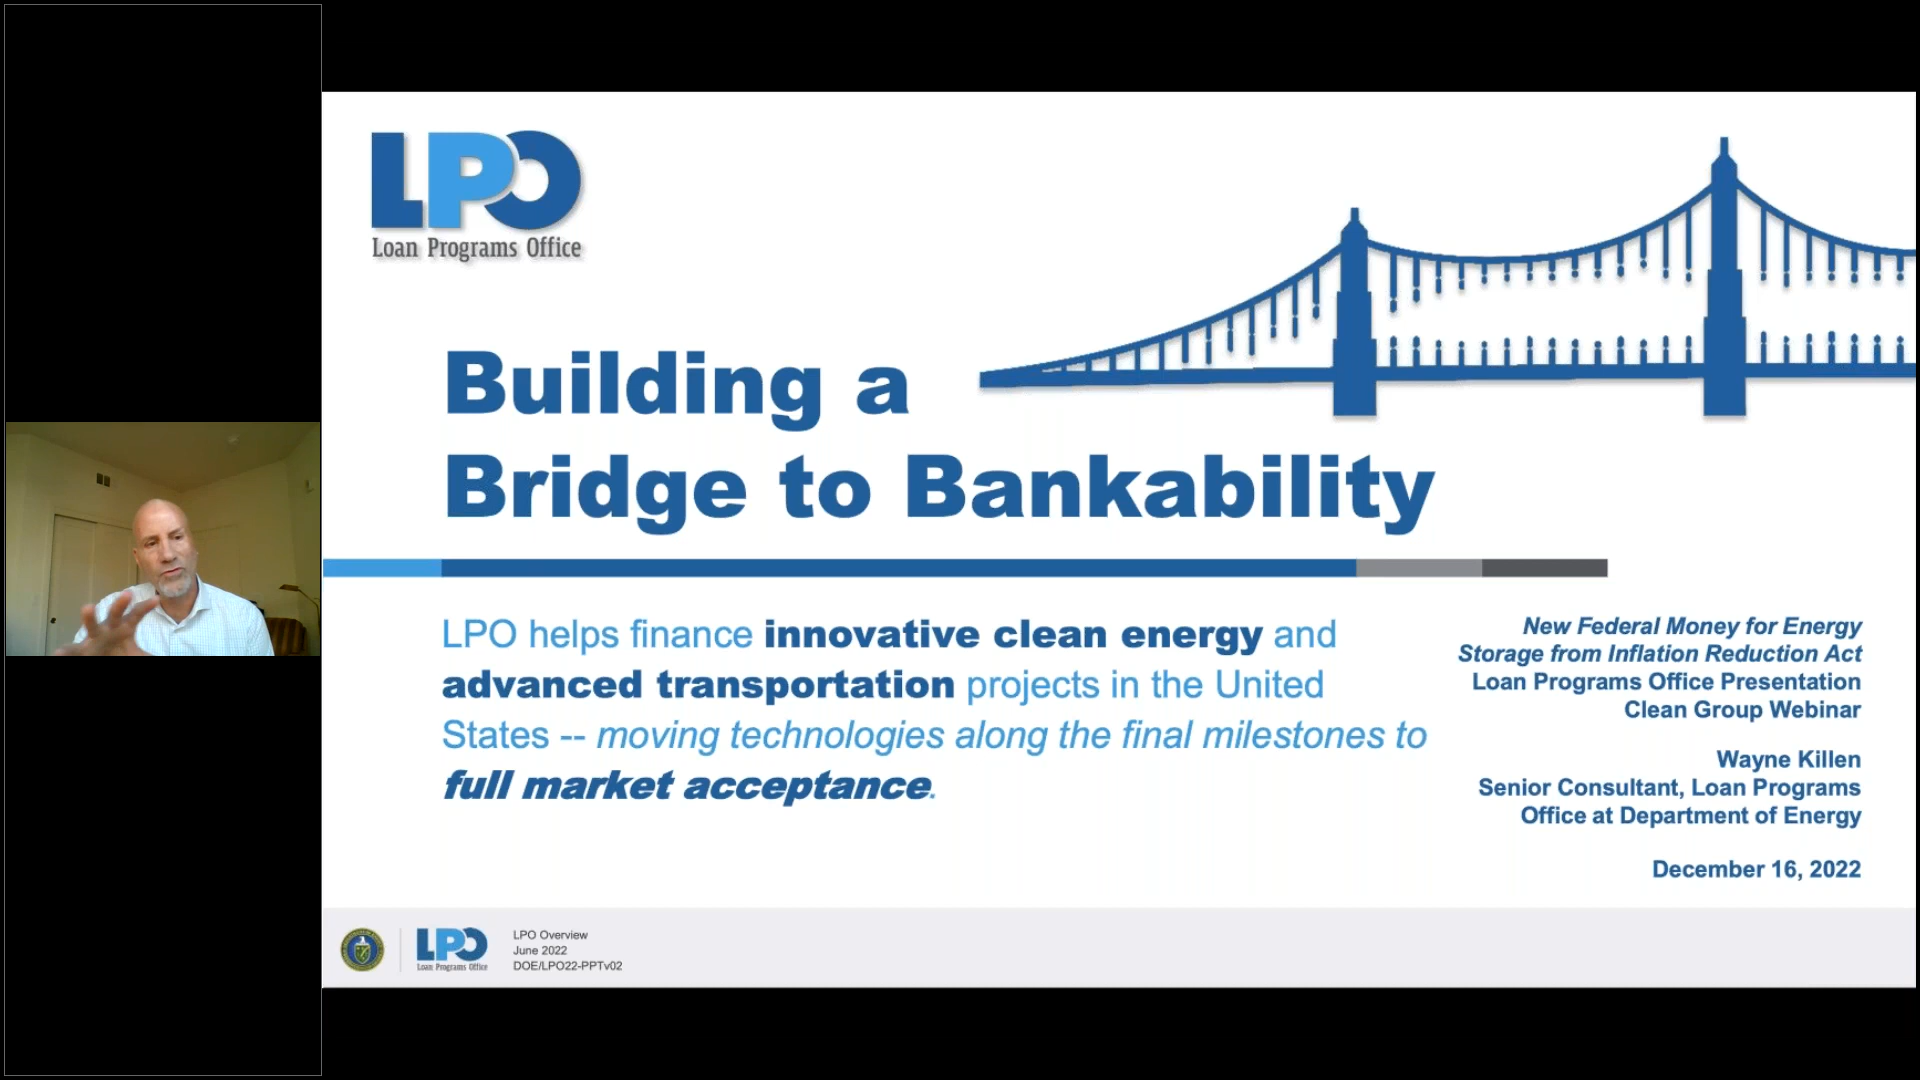 LPO
Loan Programs Office
Building a
Bridge to Bankability
LPO helps finance innovative clean energy and
advanced transportation projects in the United
States -- moving technologies along the final milestones to
full market acceptance.
New Federal Money for Energy
Storage from Inflation Reduction Act
Loan Programs Office Presentation
Clean Group Webinar
Wayne Killen
Senior Consultant, Loan Programs
Office at Department of Energy
December 16, 2022
LPO
Loan Programs Office
LPO Overview
June 2022
DOE/LPO22-PPTv02